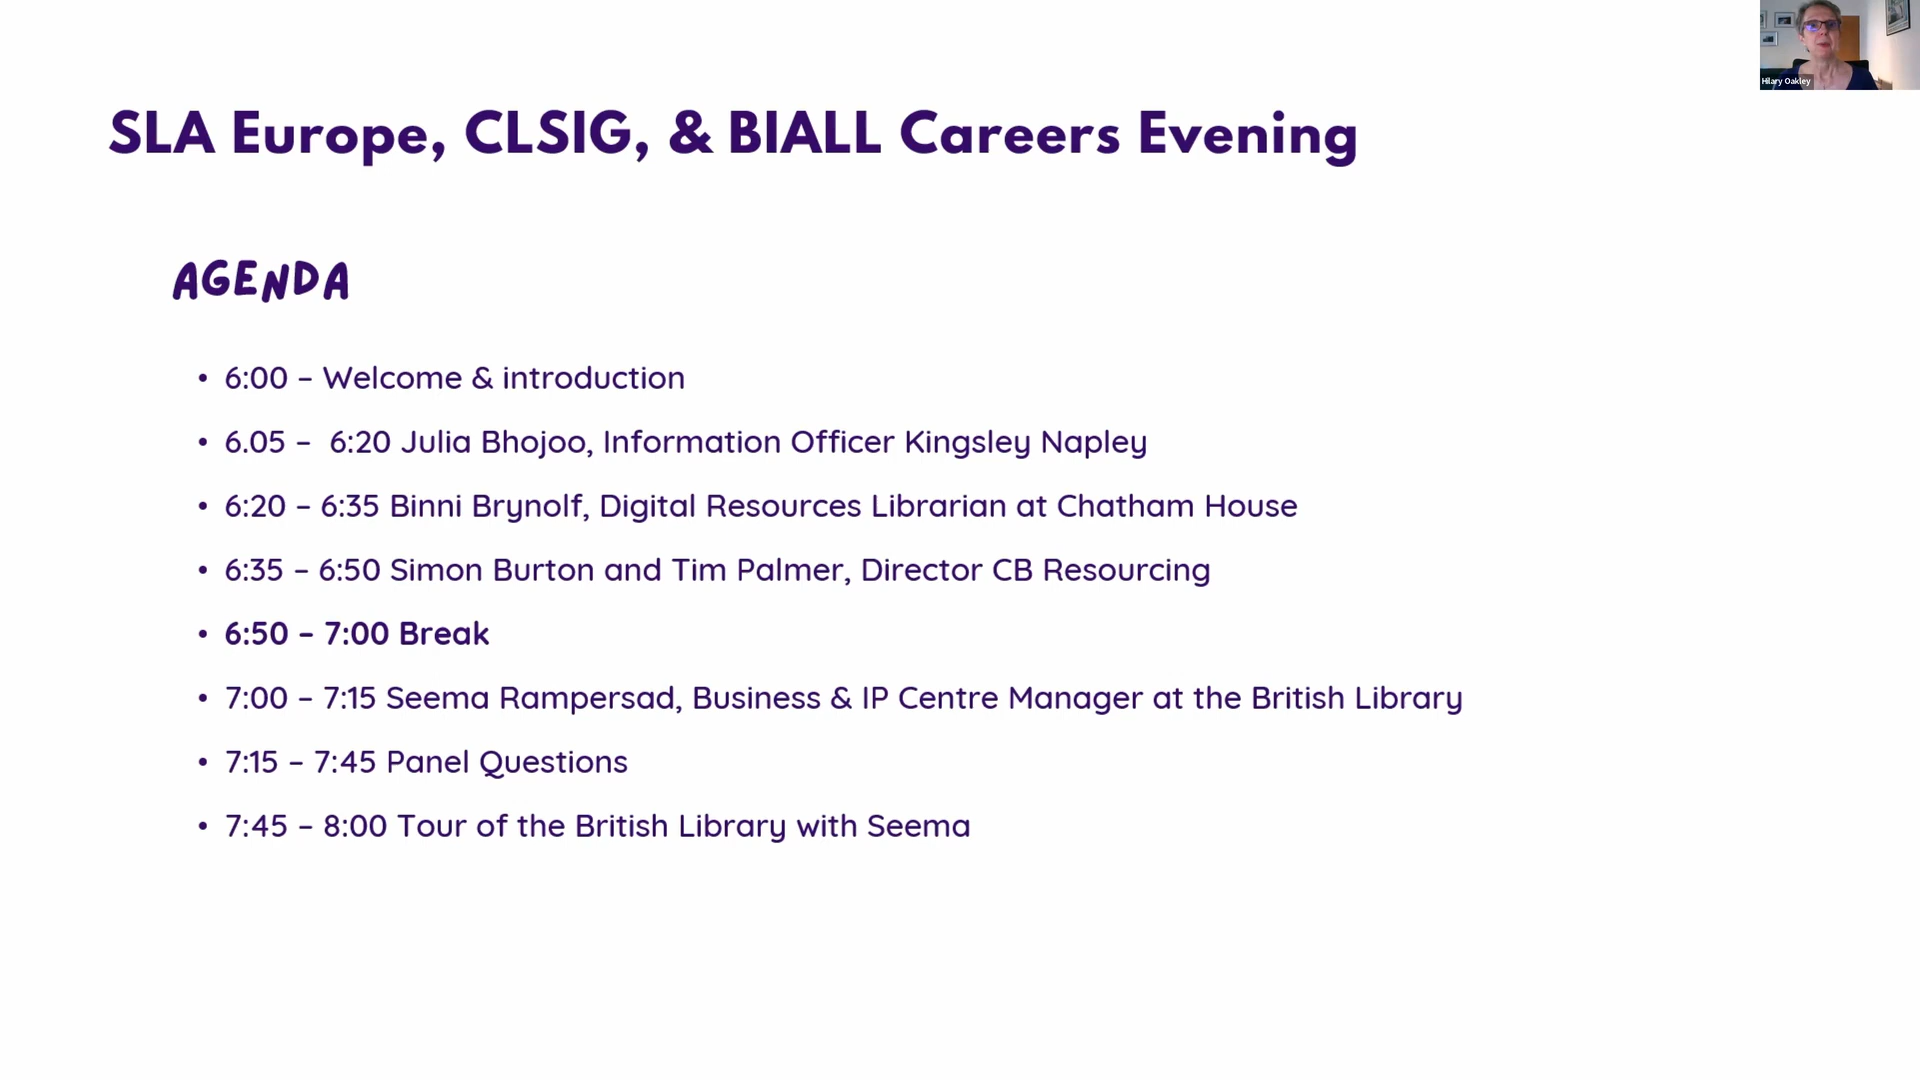 Hilary Oakley
SLA Europe, CLSIG, & BIALL Careers Evening
AGENDA
• 6:00 – Welcome & introduction
• 6.05 –  6:20 Julia Bhojoo, Information Officer Kingsley Napley
• 6:20 – 6:35 Binni Brynolf, Digital Resources Librarian at Chatham House
• 6:35 – 6:50 Simon Burton and Tim Palmer, Director CB Resourcing
• 6:50 – 7:00 Break
• 7:00 – 7:15 Seema Rampersad, Business & IP Centre Manager at the British Library
• 7:15 – 7:45 Panel Questions
• 7:45 – 8:00 Tour of the British Library with Seema